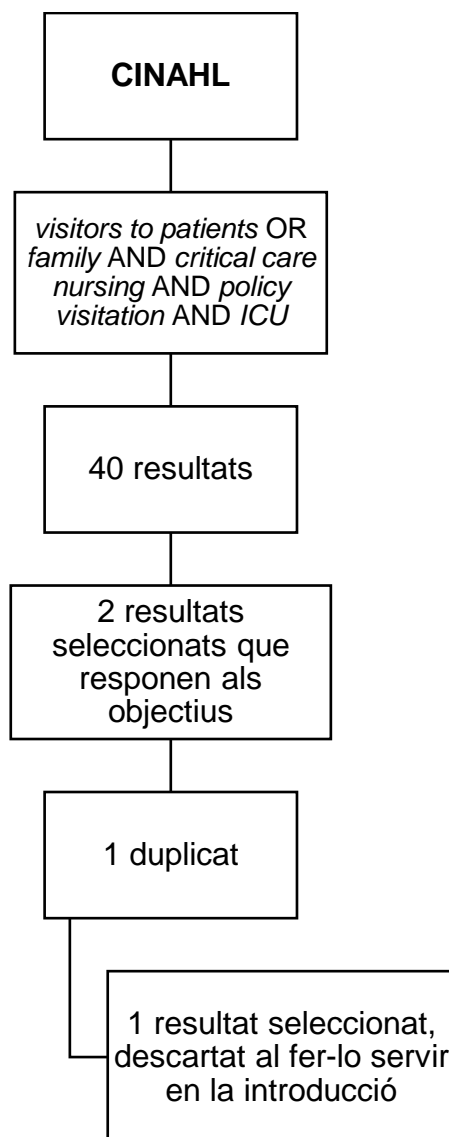 CINAHL
visitors to patients OR
family AND critical care
nursing AND policy
visitation AND ICU
40 resultats
2 resultats
seleccionats que
responen als
objectius
1 duplicat
1 resultat seleccionat,
descartat al fer-lo servir
en la introducció